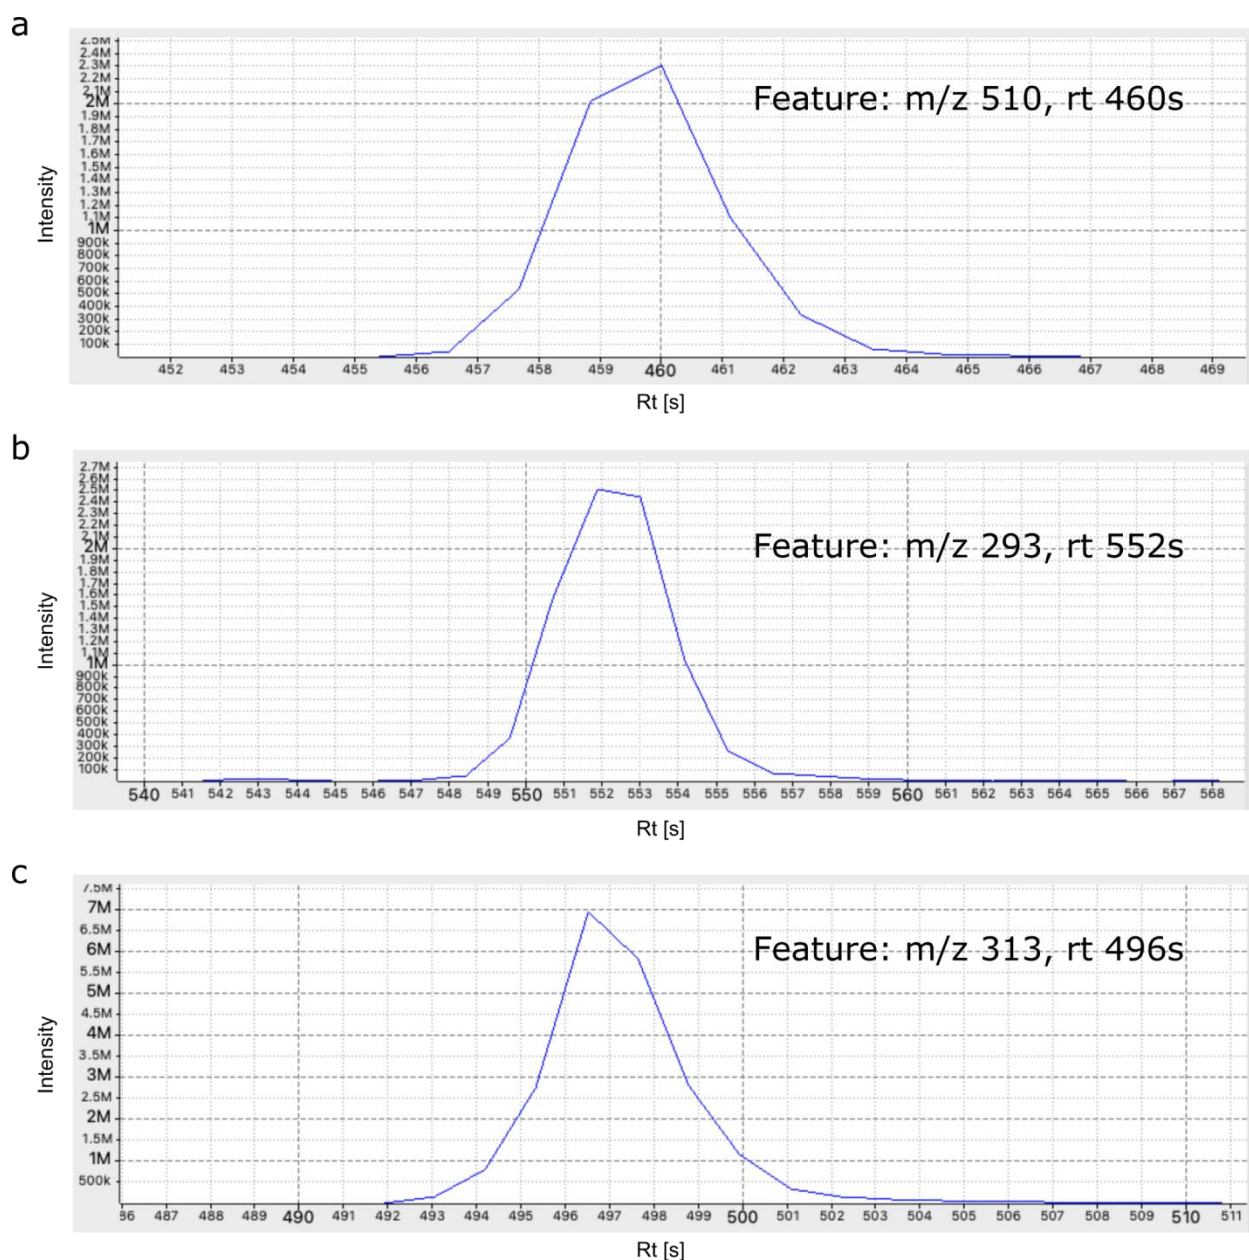 a
2.5M
2.4M
2.3M
2.2M
2.1M
2M
1.9M
1.8M
1.7M
1.6M
1.5M
1.4M
1.3M
1.2M
1.1M
1M
900k
800k
700k
600k
500k
400k
300k
200k
100k
Intensity
Feature: m/z 510, rt 460s
452 453 454 455 456 457 458 459 460 461 462 463 464 465 466 467 468 469
Rt [s]
b
2.7M
2.6M
2.5M
2.4M
2.3M
2.2M
2.1M
2M
1.9M
1.8M
1.7M
1.6M
1.5M
1.4M
1.3M
1.2M
1.1M
1M
900k
800k
700k
600k
500k
400k
300k
200k
100k
Intensity
Feature: m/z 293, rt 552s
540 541 542 543 544 545 546 547 548 549 550 551 552 553 554 555 556 557 558 559 560 561 562 563 564 565 566 567 568
Rt [s]
c
7.5M
7M
6.5M
6M
5.5M
5M
4.5M
4M
3.5M
3M
2.5M
2M
1.5M
1M
500k
Intensity
Feature: m/z 313, rt 496s
86 487 488 489 490 491 492 493 494 495 496 497 498 499 500 501 502 503 504 505 506 507 508 509 510 511
Rt [s]